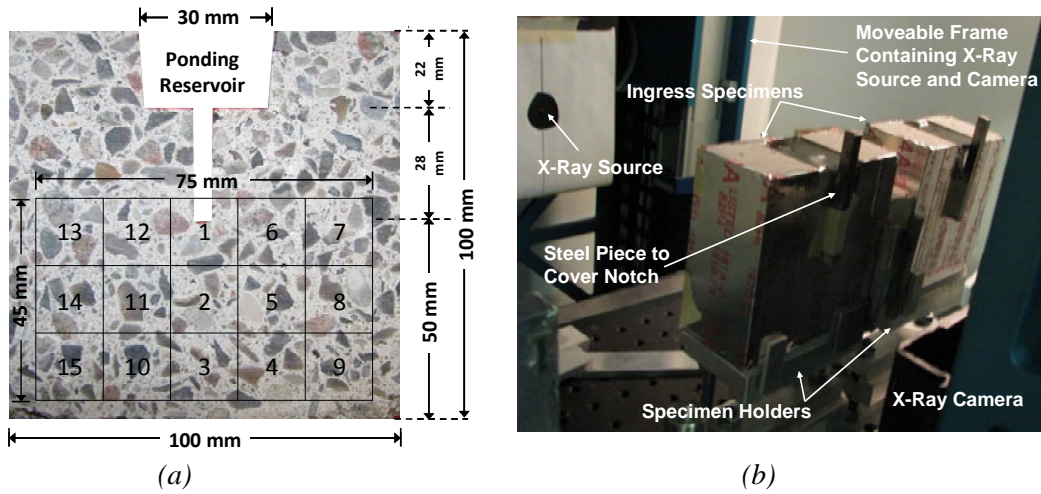 30 mm
Ponding
Reservoir
22
mm
28
mm
75 mm
100 mm
45 mm
50 mm
13 12 1 6 7
14 11 2 5 8
15 10 3 4 9
100 mm
(a)
Moveable Frame
Containing X-Ray
Source and Camera
Ingress Specimens
X-Ray Source
Steel Piece to
Cover Notch
Specimen Holders
X-Ray Camera
(b)